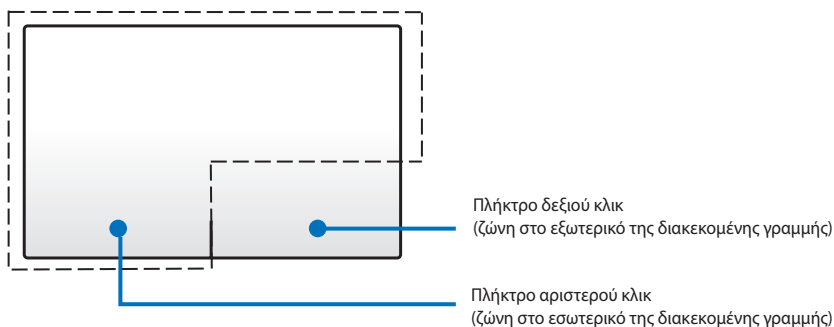 Πλήκτρο δεξιού κλικ
(ζώνη στο εξωτερικό της διακεκομένης γραμμής)
Πλήκτρο αριστερού κλικ
(ζώνη στο εσωτερικό της διακεκομένης γραμμής)